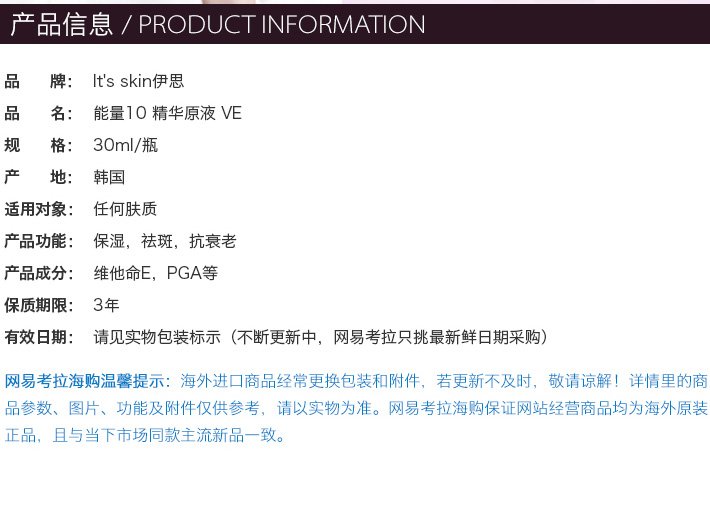 产品信息 / PRODUCT INFORMATION
品 牌： It's skin伊思
品 名： 能量10 精华原液 VE
规 格： 30ml/瓶
产 地： 韩国
适用对象： 任何肤质
产品功能： 保湿，祛斑，抗衰老
产品成分： 维他命E，PGA等
保质期限： 3年
有效日期： 请见实物包装标示（不断更新中，网易考拉只挑最新鲜日期采购）
网易考拉海购温馨提示：海外进口商品经常更换包装和附件，若更新不及时，敬请谅解！详情里的商
品参数、图片、功能及附件仅供参考，请以实物为准。网易考拉海购保证网站经营商品均为海外原装
正品，且与当下市场同款主流新品一致。